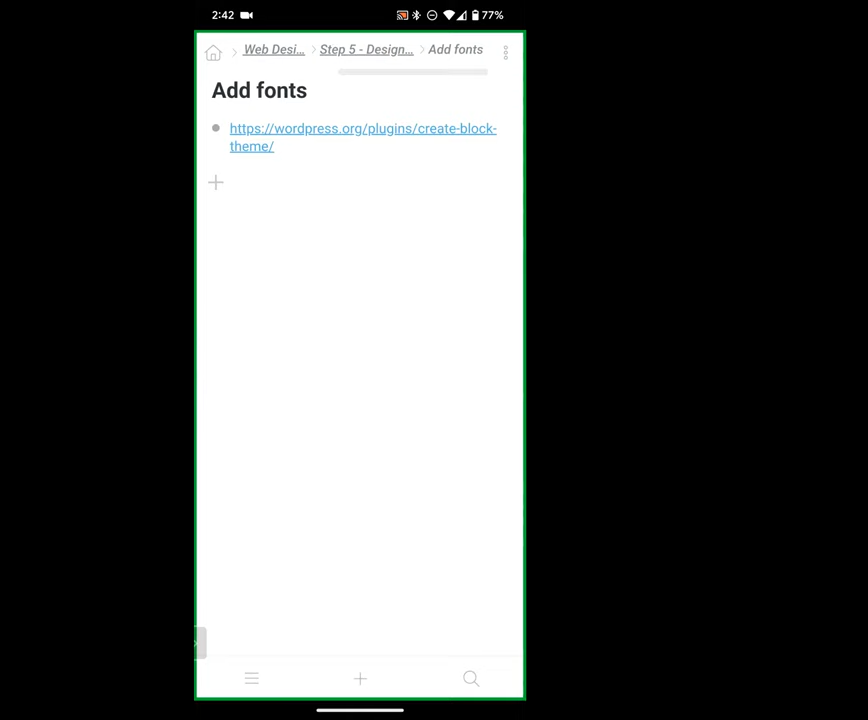 2:42 77%
Web Desi... Step 5 - Design... Add fonts
Add fonts
https://wordpress.org/plugins/create-block-
theme/